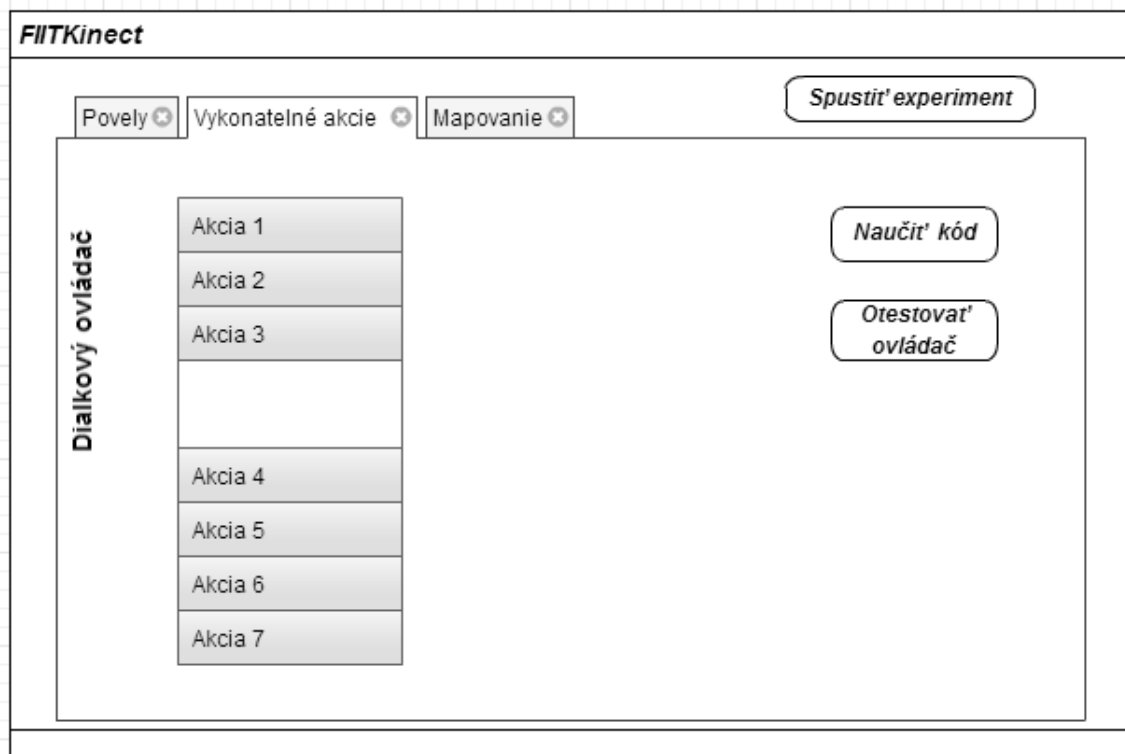 FIITKinect
Spustiť experiment
Povely
Vykonatelné akcie
Mapovanie
Dialkový ovládač
Akcia 1
Akcia 2
Akcia 3
Akcia 4
Akcia 5
Akcia 6
Akcia 7
Naučiť kód
Otestovať
ovládač